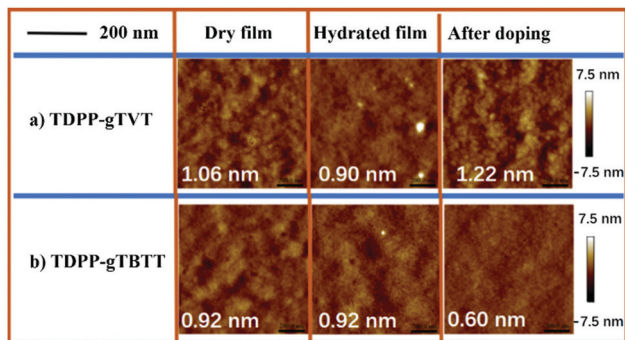 200 nm
Dry film
Hydrated film
After doping
a) TDPP-gTVT
1.06 nm
0.90 nm
1.22 nm
7.5 nm
-7.5 nm
b) TDPP-gTBTT
0.92 nm
0.92 nm
0.60 nm
7.5 nm
-7.5 nm